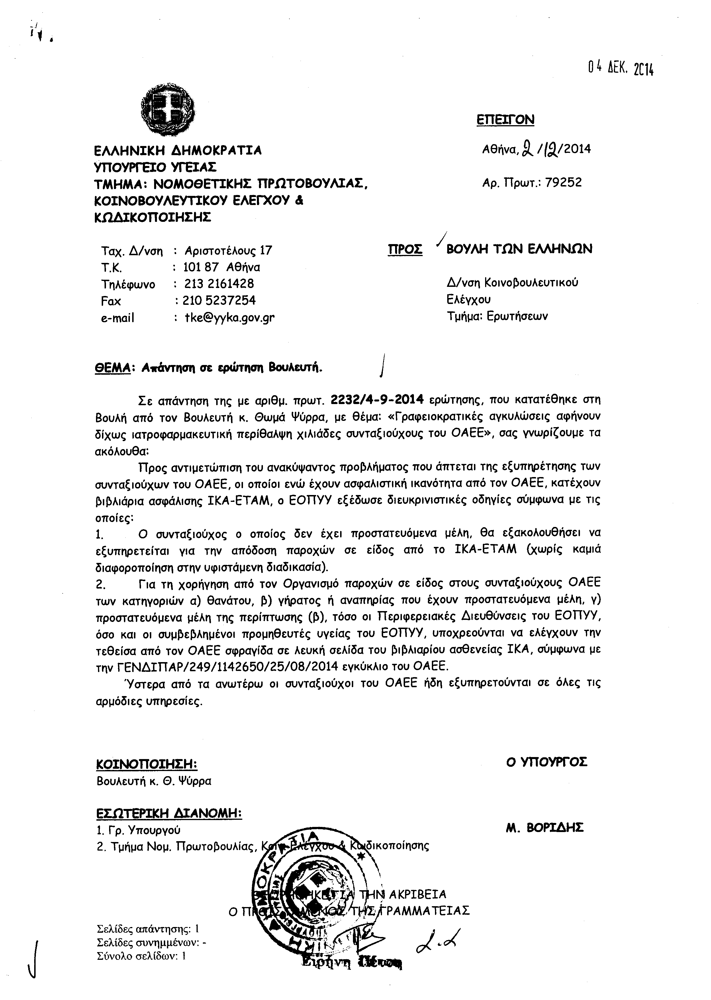 04 ΔΕΚ. 2014
ΕΠΕΙΓΟΝ
ΕΛΛΗΝΙΚΗ ΔΗΜΟΚΡΑΤΙΑ
ΥΠΟΥΡΓΕΙΟ ΥΓΕΙΑΣ
ΤΜΗΜΑ: ΝΟΜΟΘΕΤΙΚΗΣ ΠΡΩΤΟΒΟΥΛΙΑΣ,
ΚΟΙΝΟΒΟΥΛΕΥΤΙΚΟΥ ΕΛΕΓΧΟΥ &
ΚΩΔΙΚΟΠΟΙΗΣΗΣ
Αθήνα, 2 /12/2014
Αρ. Πρωτ.: 79252
Ταχ. Δ/νση : Αριστοτέλους 17
Τ.Κ. : 101 87 Αθήνα
Τηλέφωνο : 213 2161428
Fax : 210 5237254
e-mail : tke@yyka.gov.gr
ΠΡΟΣ ΒΟΥΛΗ ΤΩΝ ΕΛΛΗΝΩΝ
Δ/νση Κοινοβουλευτικού
Ελέγχου
Τμήμα: Ερωτήσεων
ΘΕΜΑ: Απάντηση σε ερώτηση Βουλευτή.
Σε απάντηση της με αριθμ. πρωτ. 2232/4-9-2014 ερώτησης, που κατατέθηκε στη
Βουλή από τον Βουλευτή κ. Θωμά Ψύρρα, με θέμα: «Γραφειοκρατικές αγκυλώσεις αφήνουν
δίχως ιατροφαρμακευτική περίθαλψη χιλιάδες συνταξιούχους του ΟΑΕΕ», σας γνωρίζουμε τα
ακόλουθα:
Προς αντιμετώπιση του ανακύψαντος προβλήματος που άπτεται της εξυπηρέτησης των
συνταξιούχων του ΟΑΕΕ, οι οποίοι ενώ έχουν ασφαλιστική ικανότητα από τον ΟΑΕΕ, κατέχουν
βιβλιάρια ασφάλισης ΙΚΑ-ΕΤΑΜ, ο ΕΟΠΥΥ εξέδωσε διευκρινιστικές οδηγίες σύμφωνα με τις
οποίες:
1. Ο συνταξιούχος ο οποίος δεν έχει προστατευόμενα μέλη, θα εξακολουθήσει να
εξυπηρετείται για την απόδοση παροχών σε είδος από το ΙΚΑ-ΕΤΑΜ (χωρίς καμιά
διαφοροποίηση στην υφιστάμενη διαδικασία).
2. Για τη χορήγηση από τον Οργανισμό παροχών σε είδος στους συνταξιούχους ΟΑΕΕ
των κατηγοριών α) θανάτου, β) γήρατος ή αναπηρίας που έχουν προστατευόμενα μέλη, γ)
προστατευόμενα μέλη της περίπτωσης (β), τόσο οι Περιφερειακές Διευθύνσεις του ΕΟΠΥΥ,
όσο και οι συμβεβλημένοι προμηθευτές υγείας του ΕΟΠΥΥ, υποχρεούνται να ελέγχουν την
τεθείσα από τον ΟΑΕΕ σφραγίδα σε λευκή σελίδα του βιβλιαρίου ασθενείας ΙΚΑ, σύμφωνα με
την ΓΕΝΔΙΠΑΡ/249/1142650/25/08/2014 εγκύκλιο του ΟΑΕΕ.
Ύστερα από τα ανωτέρω οι συνταξιούχοι του ΟΑΕΕ ήδη εξυπηρετούνται σε όλες τις
αρμόδιες υπηρεσίες.
ΚΟΙΝΟΠΟΙΗΣΗ:
Βουλευτή κ. Θ. Ψύρρα
Ο ΥΠΟΥΡΓΟΣ
ΕΣΩΤΕΡΙΚΗ ΔΙΑΝΟΜΗ:
1. Γρ. Υπουργού
2. Τμήμα Νομ. Πρωτοβουλίας, Κοιν. Ελέγχου & Κωδικοποίησης
Μ. ΒΟΡΙΔΗΣ
ΤΗΝ ΑΚΡΙΒΕΙΑ
Ο ΤΗΣ ΓΡΑΜΜΑΤΕΙΑΣ
Σελίδες απάντησης: 1
Σελίδες συνημμένων: -
Σύνολο σελίδων: 1
Ειρήνη